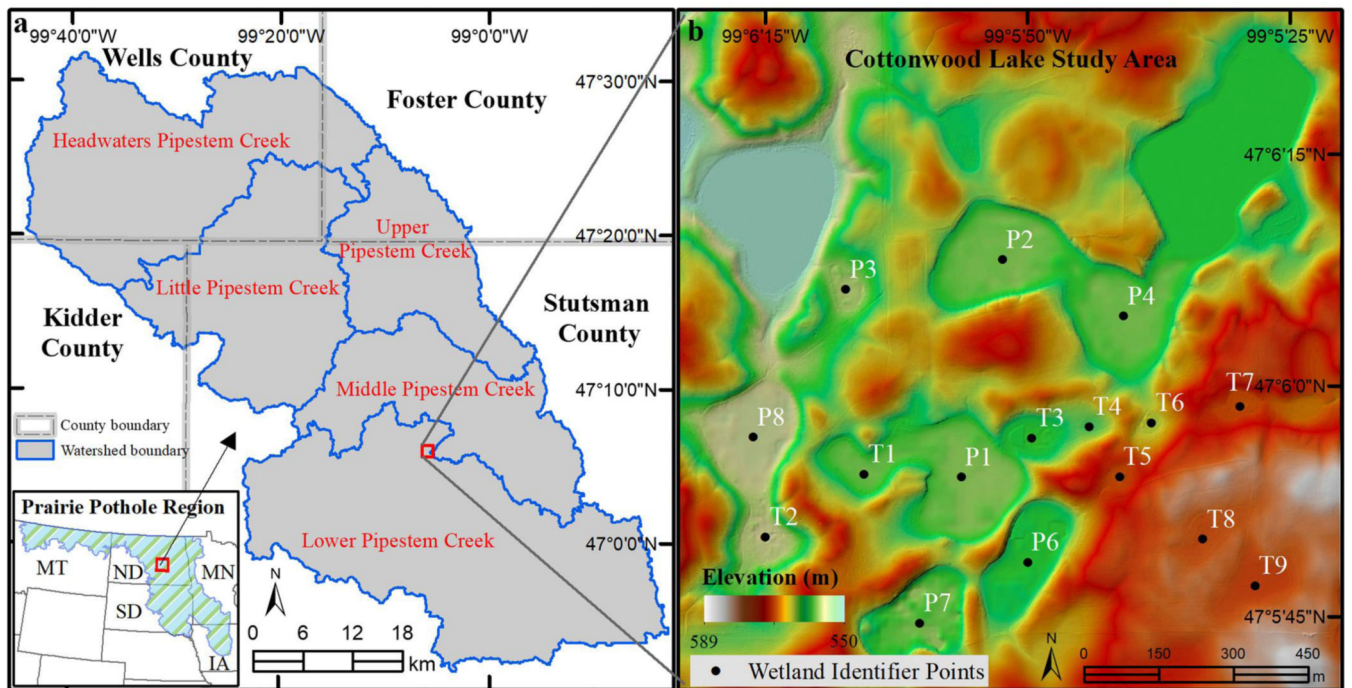 a
99°40'0"W
99°20'0"W
99°0'0"W
Wells County
Foster County
47°30'0"N
Headwaters Pipestem Creek
Upper
Pipestem Creek
47°20'0"N
Little Pipestem Creek
Kidder
County
Stutsman
County
Middle Pipestem Creek
47°10'0"N
County boundary
Watershed boundary
Prairie Pothole Region
MT
ND
MN
SD
IA
Lower Pipestem Creek
47°0'0"N
N
0 6 12 18
km
b
99°6'15"W
99°5'50"W
99°5'25"W
Cottonwood Lake Study Area
47°6'15"N
P2
P3
P4
47°6'0"N
T7
P8
T3
T4
T6
T1
P1
T5
T2
T8
P6
T9
Elevation (m)
589
550
P7
47°5'45"N
Wetland Identifier Points
N
0 150 300 450
m